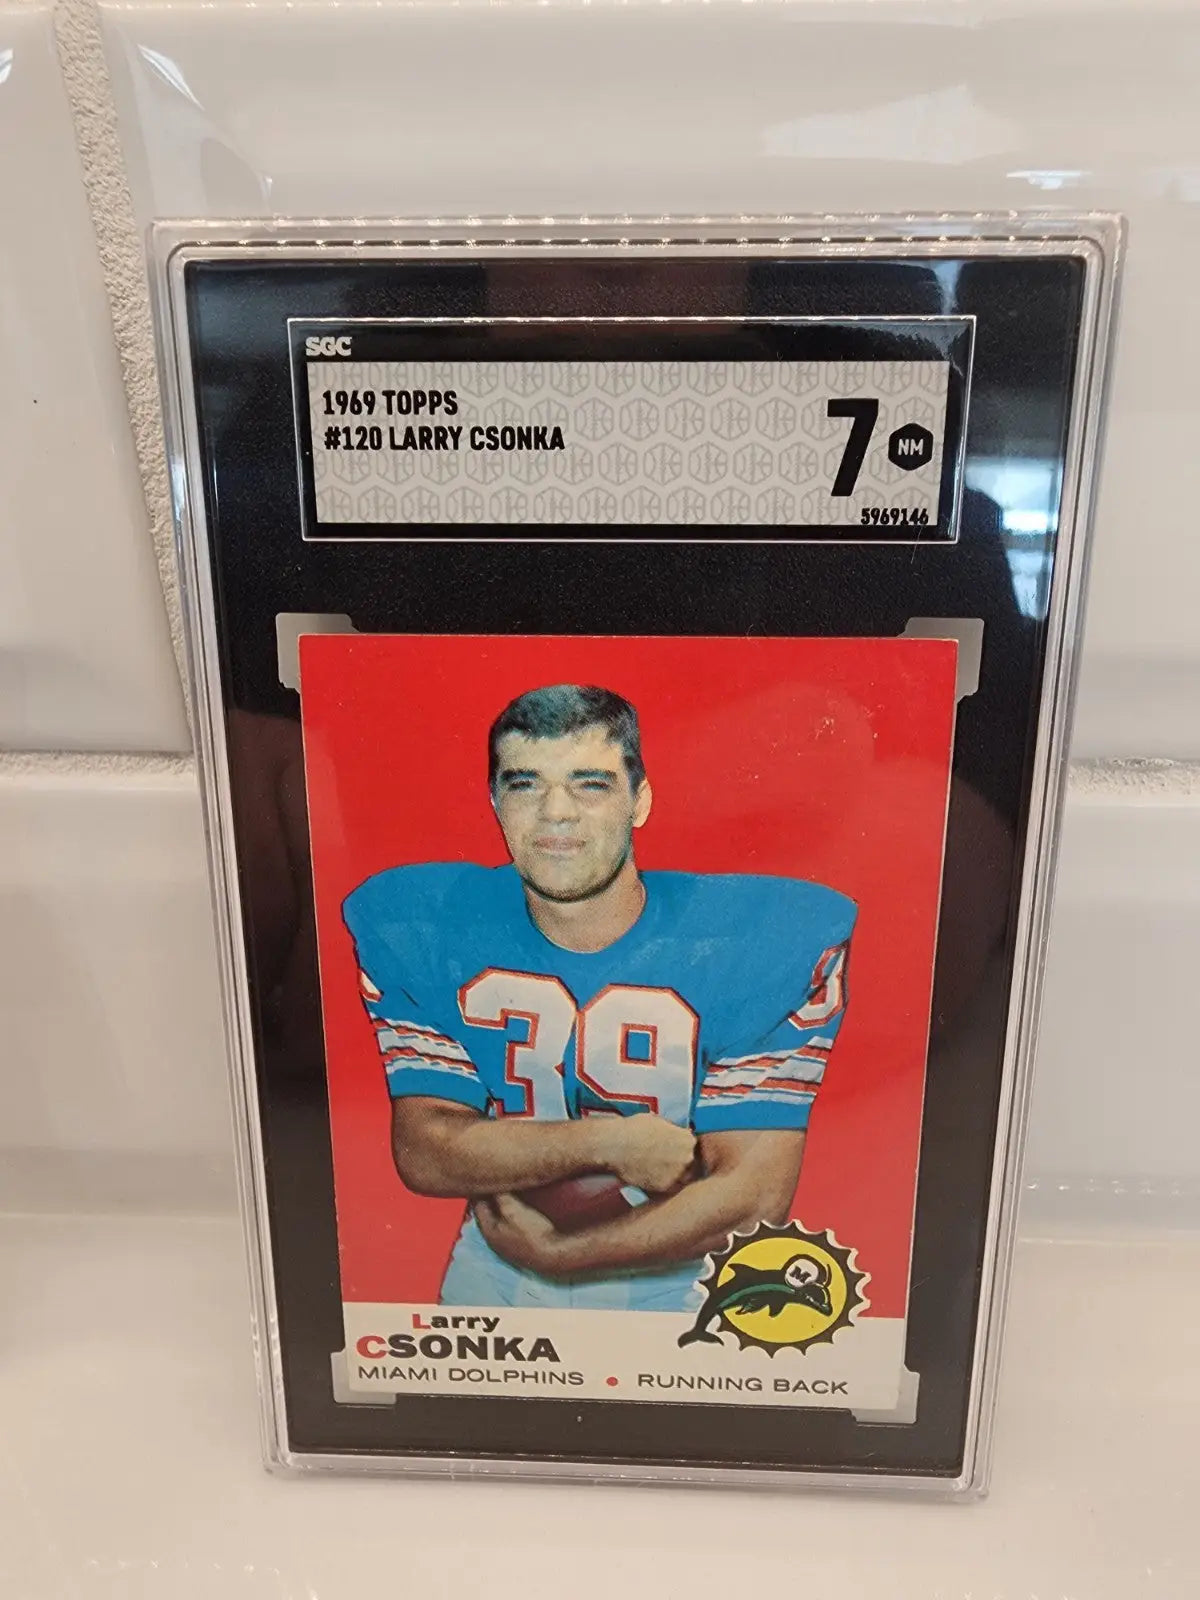 SGC
1969 TOPPS
#120 LARRY CSONKA
7 NM
5969146
39
M
Larry
CSONKA
MIAMI DOLPHINS • RUNNING BACK